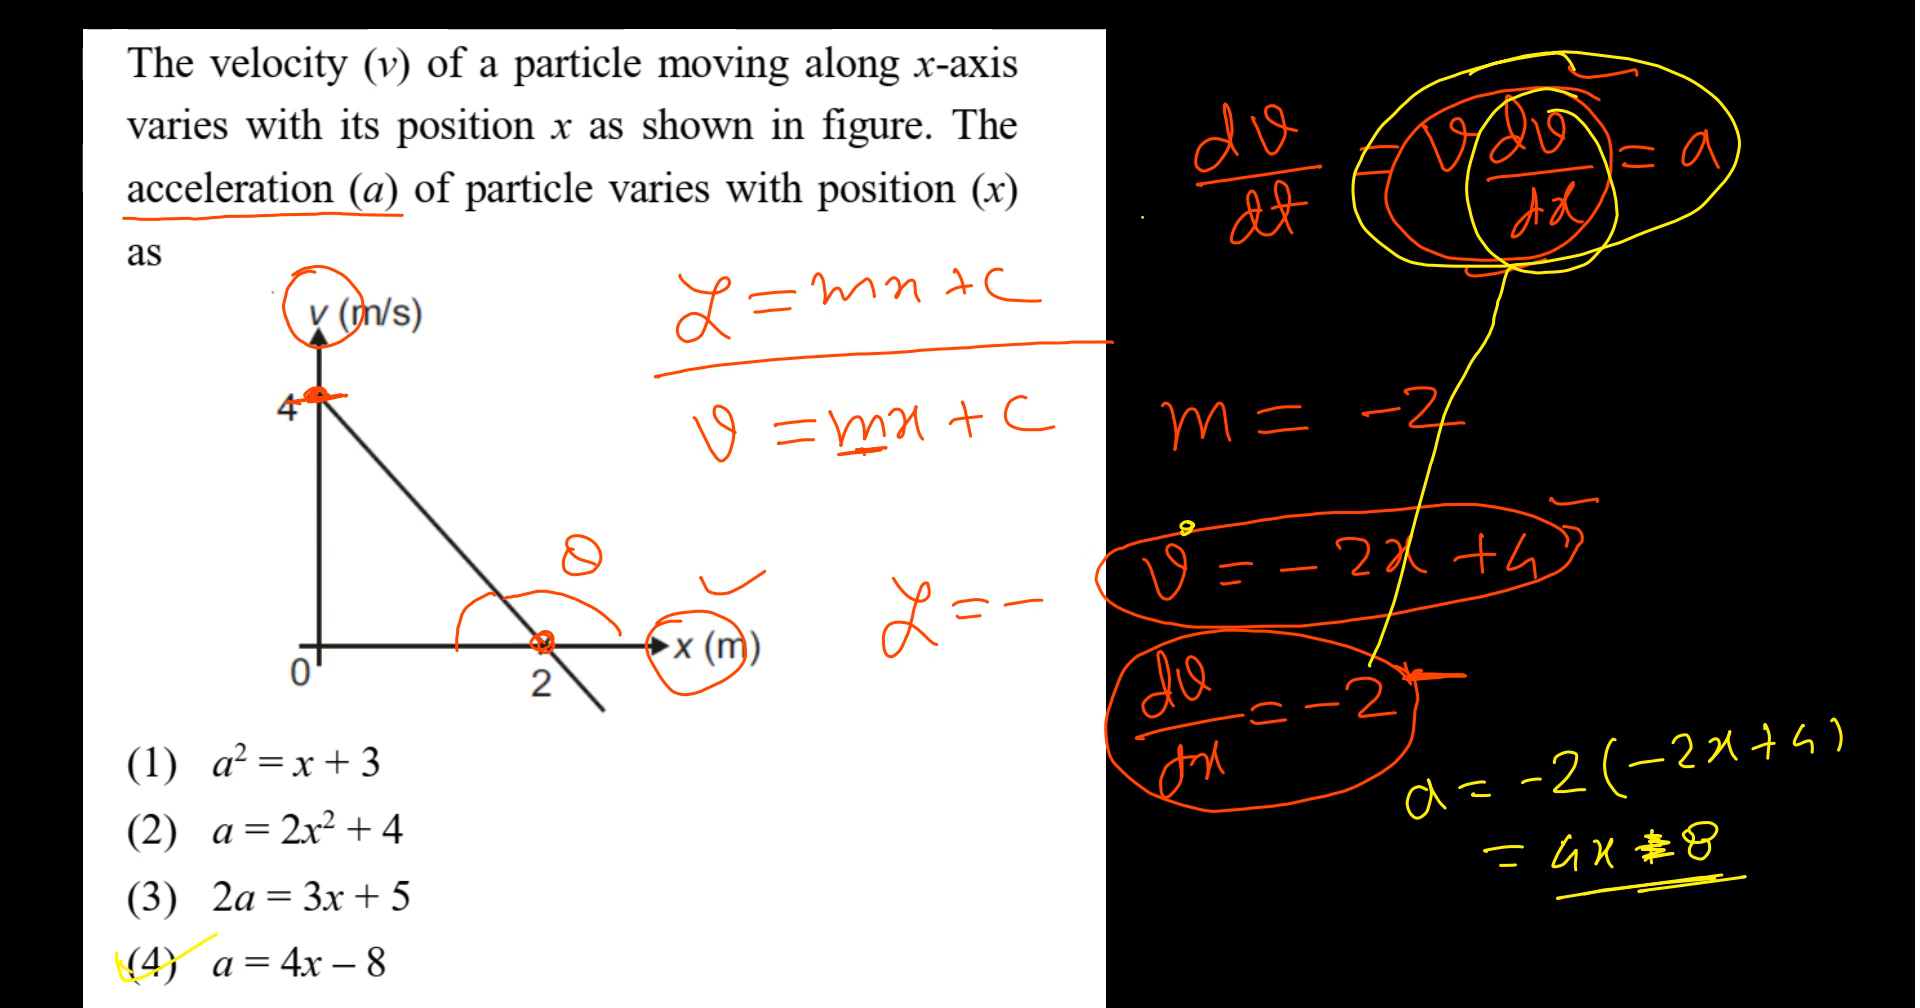 The velocity (v) of a particle moving along x-axis
varies with its position x as shown in figure. The
acceleration (a) of particle varies with position (x)
as
v (m/s)
4
0
2
x (m)
θ
y = mx + c
v = mx + c
y = -
dv/dt = v dv/dx = a
m = -2
v = -2x + 4
dv/dx = -2
a = -2(-2x+4)
= 4x - 8
(1) a² = x + 3
(2) a = 2x² + 4
(3) 2a = 3x + 5
(4) a = 4x – 8